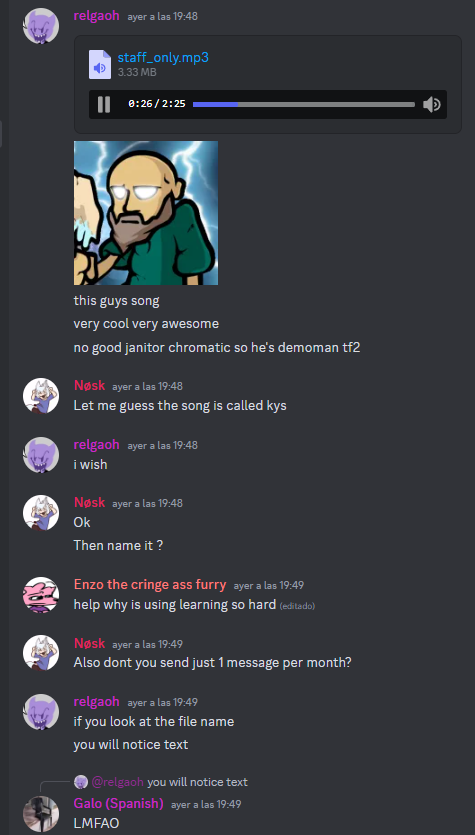 relgaoh ayer a las 19:48
staff_only.mp3
3.33 MB
0:26 / 2:25
this guys song
very cool very awesome
no good janitor chromatic so he's demoman tf2
Nøsk ayer a las 19:48
Let me guess the song is called kys
relgaoh ayer a las 19:48
i wish
Nøsk ayer a las 19:48
Ok
Then name it ?
Enzo the cringe ass furry ayer a las 19:49
help why is using learning so hard (editado)
Nøsk ayer a las 19:49
Also dont you send just 1 message per month?
relgaoh ayer a las 19:49
if you look at the file name
you will notice text
@relgaoh you will notice text
Galo (Spanish) ayer a las 19:49
LMFAO